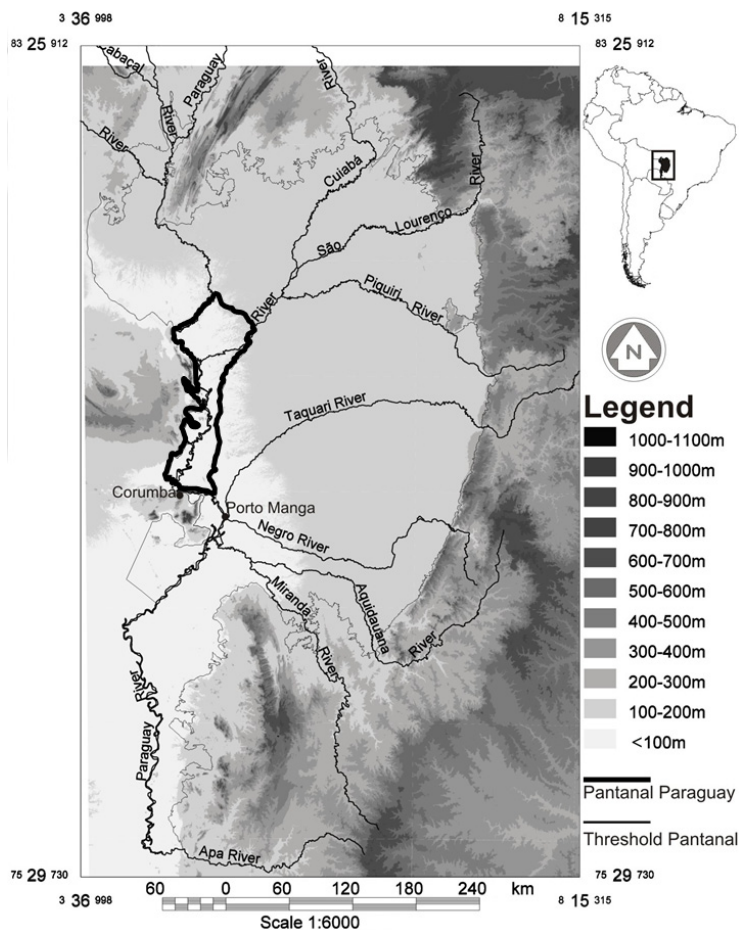 3 36 998
8 15 315
83 25 912
83 25 912
abaçal
River
Paraguay
River
River
Cuiabá
River
Lourenço
São
Piquiri
River
River
Taquari River
Corumbá
Porto Manga
Negro River
Miranda
River
Aquidauana
River
River
Paraguay
Apa River
N
Legend
1000-1100m
900-1000m
800-900m
700-800m
600-700m
500-600m
400-500m
300-400m
200-300m
100-200m
<100m
Pantanal Paraguay
Threshold Pantanal
75 29 730
75 29 730
3 36 998
8 15 315
60 0 60 120 180 240 km
Scale 1:6000